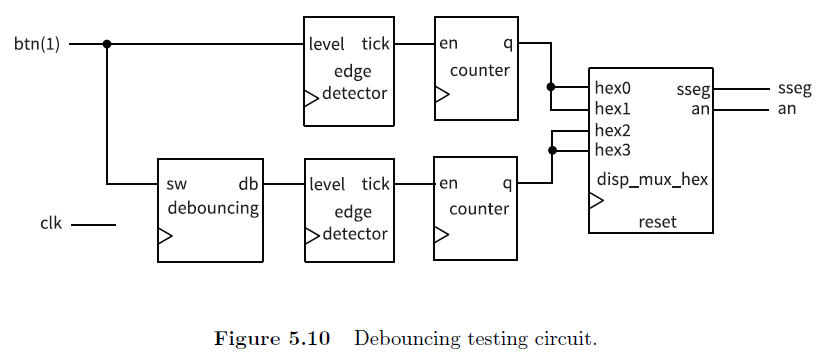 btn(1)
level tick
edge
detector
en q
counter
hex0
hex1
hex2
hex3
sseg
an
disp_mux_hex
reset
sseg
an
sw db
debouncing
level tick
edge
detector
en q
counter
clk
Figure 5.10 Debouncing testing circuit.